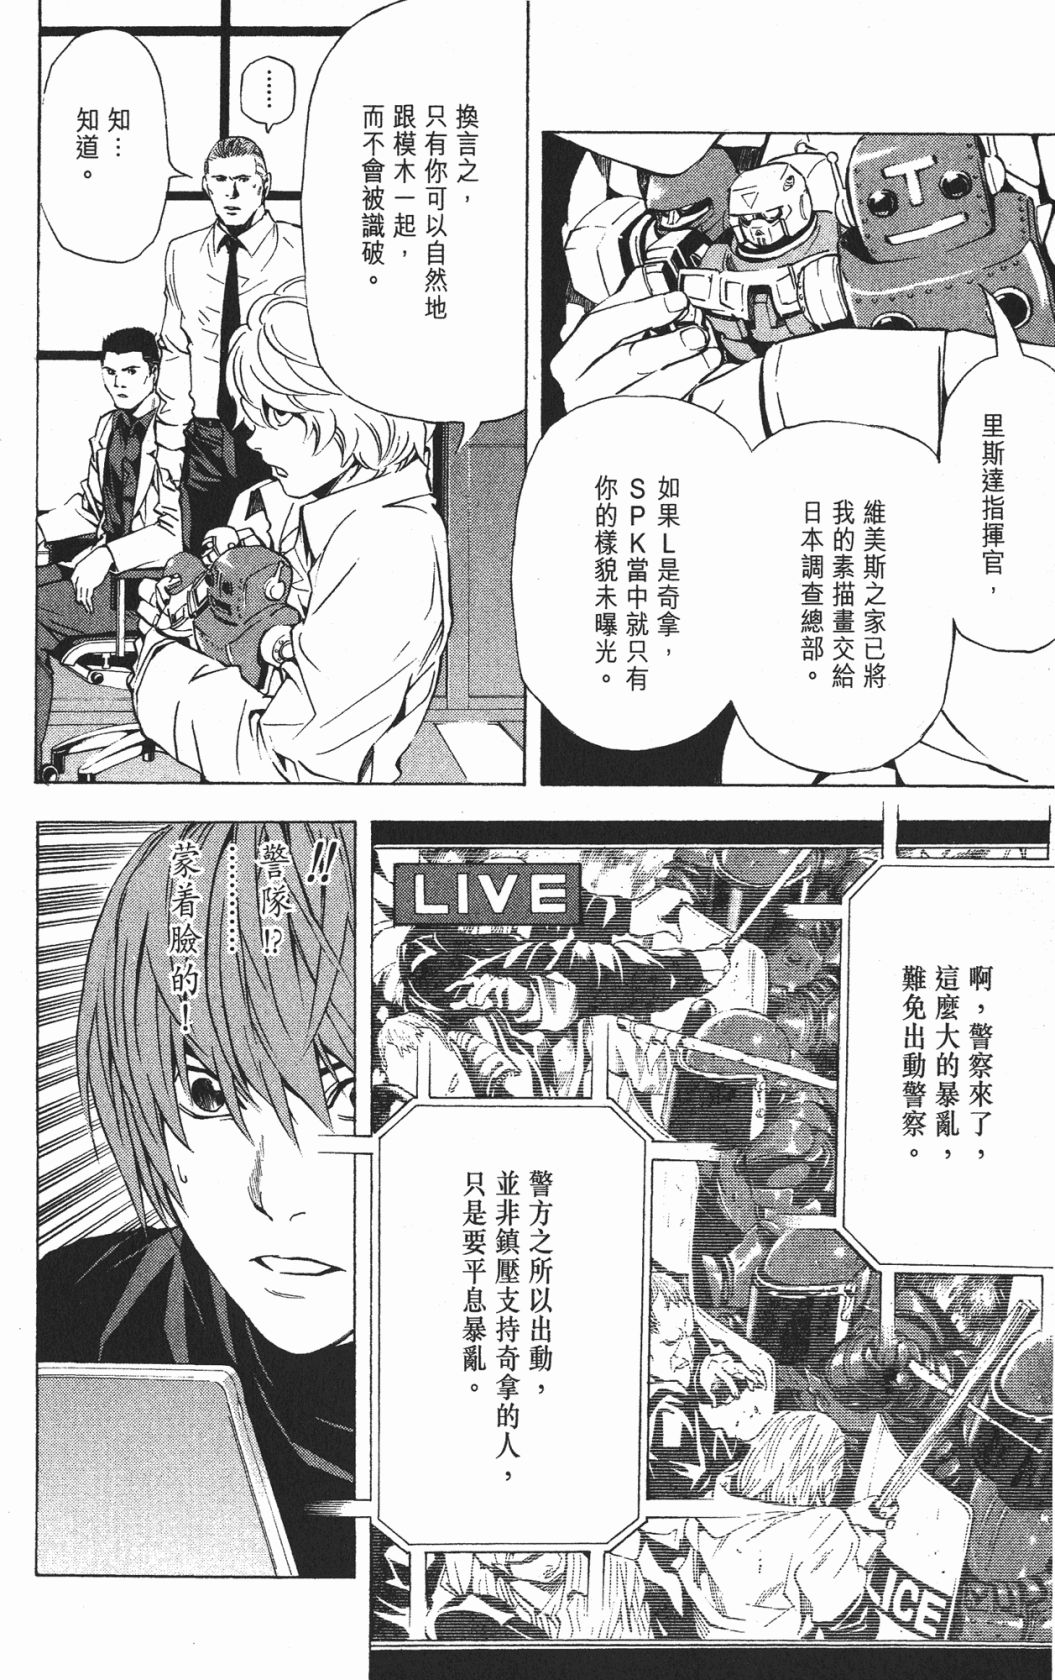 里斯達指揮官，
維美斯之家已將
我的素描畫交給
日本調查總部。
如果L是奇拿，
SPK當中就只有
你的樣貌未曝光。
換言之，
只有你可以自然地
跟模木一起，
而不會被識破。
……
知…
知道。
啊，警察來了，
這麼大的暴亂，
難免出動警察。
LIVE
警方之所以出動，
並非鎮壓支持奇拿的人，
只是要平息暴亂。
LICE
!!
警隊!?
………
蒙着臉的！